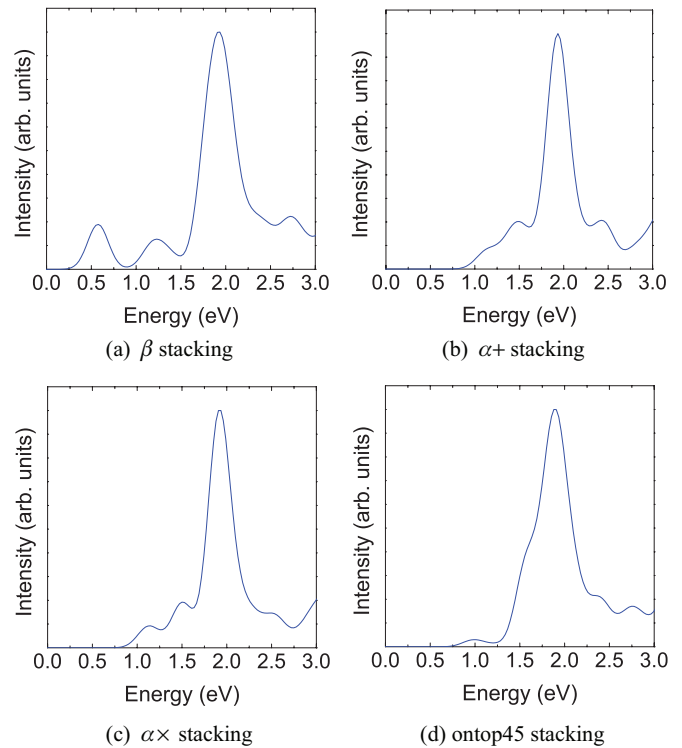 Intensity (arb. units)
0.0 0.5 1.0 1.5 2.0 2.5 3.0
Energy (eV)
(a) β stacking
Intensity (arb. units)
0.0 0.5 1.0 1.5 2.0 2.5 3.0
Energy (eV)
(b) α+ stacking
Intensity (arb. units)
0.0 0.5 1.0 1.5 2.0 2.5 3.0
Energy (eV)
(c) α× stacking
Intensity (arb. units)
0.0 0.5 1.0 1.5 2.0 2.5 3.0
Energy (eV)
(d) ontop45 stacking